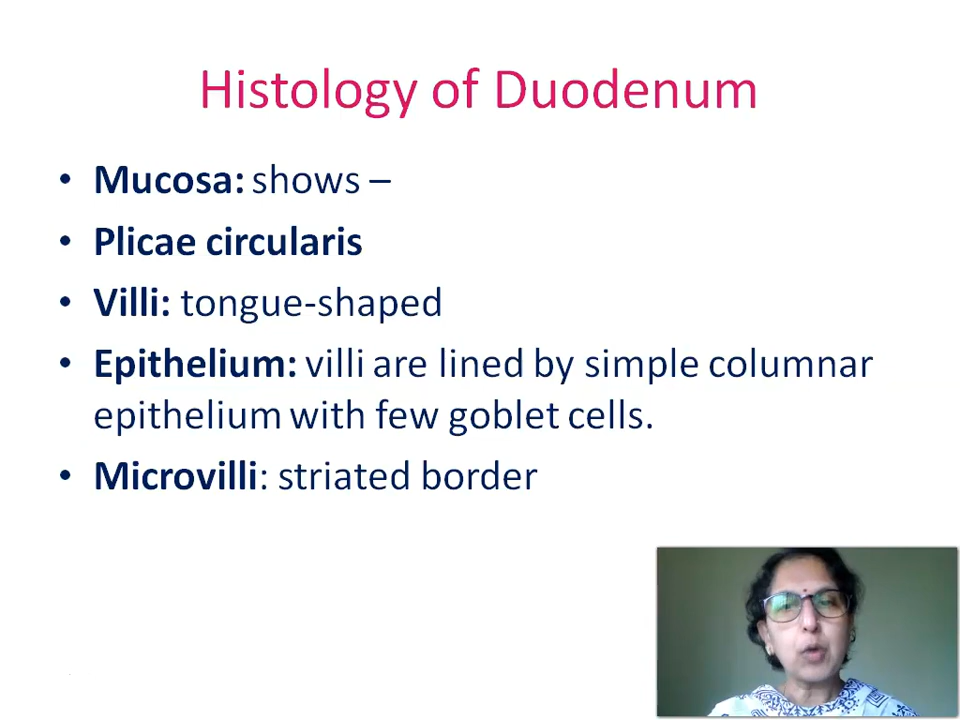 Histology of Duodenum
• Mucosa: shows –
• Plicae circularis
• Villi: tongue-shaped
• Epithelium: villi are lined by simple columnar
epithelium with few goblet cells.
• Microvilli: striated border